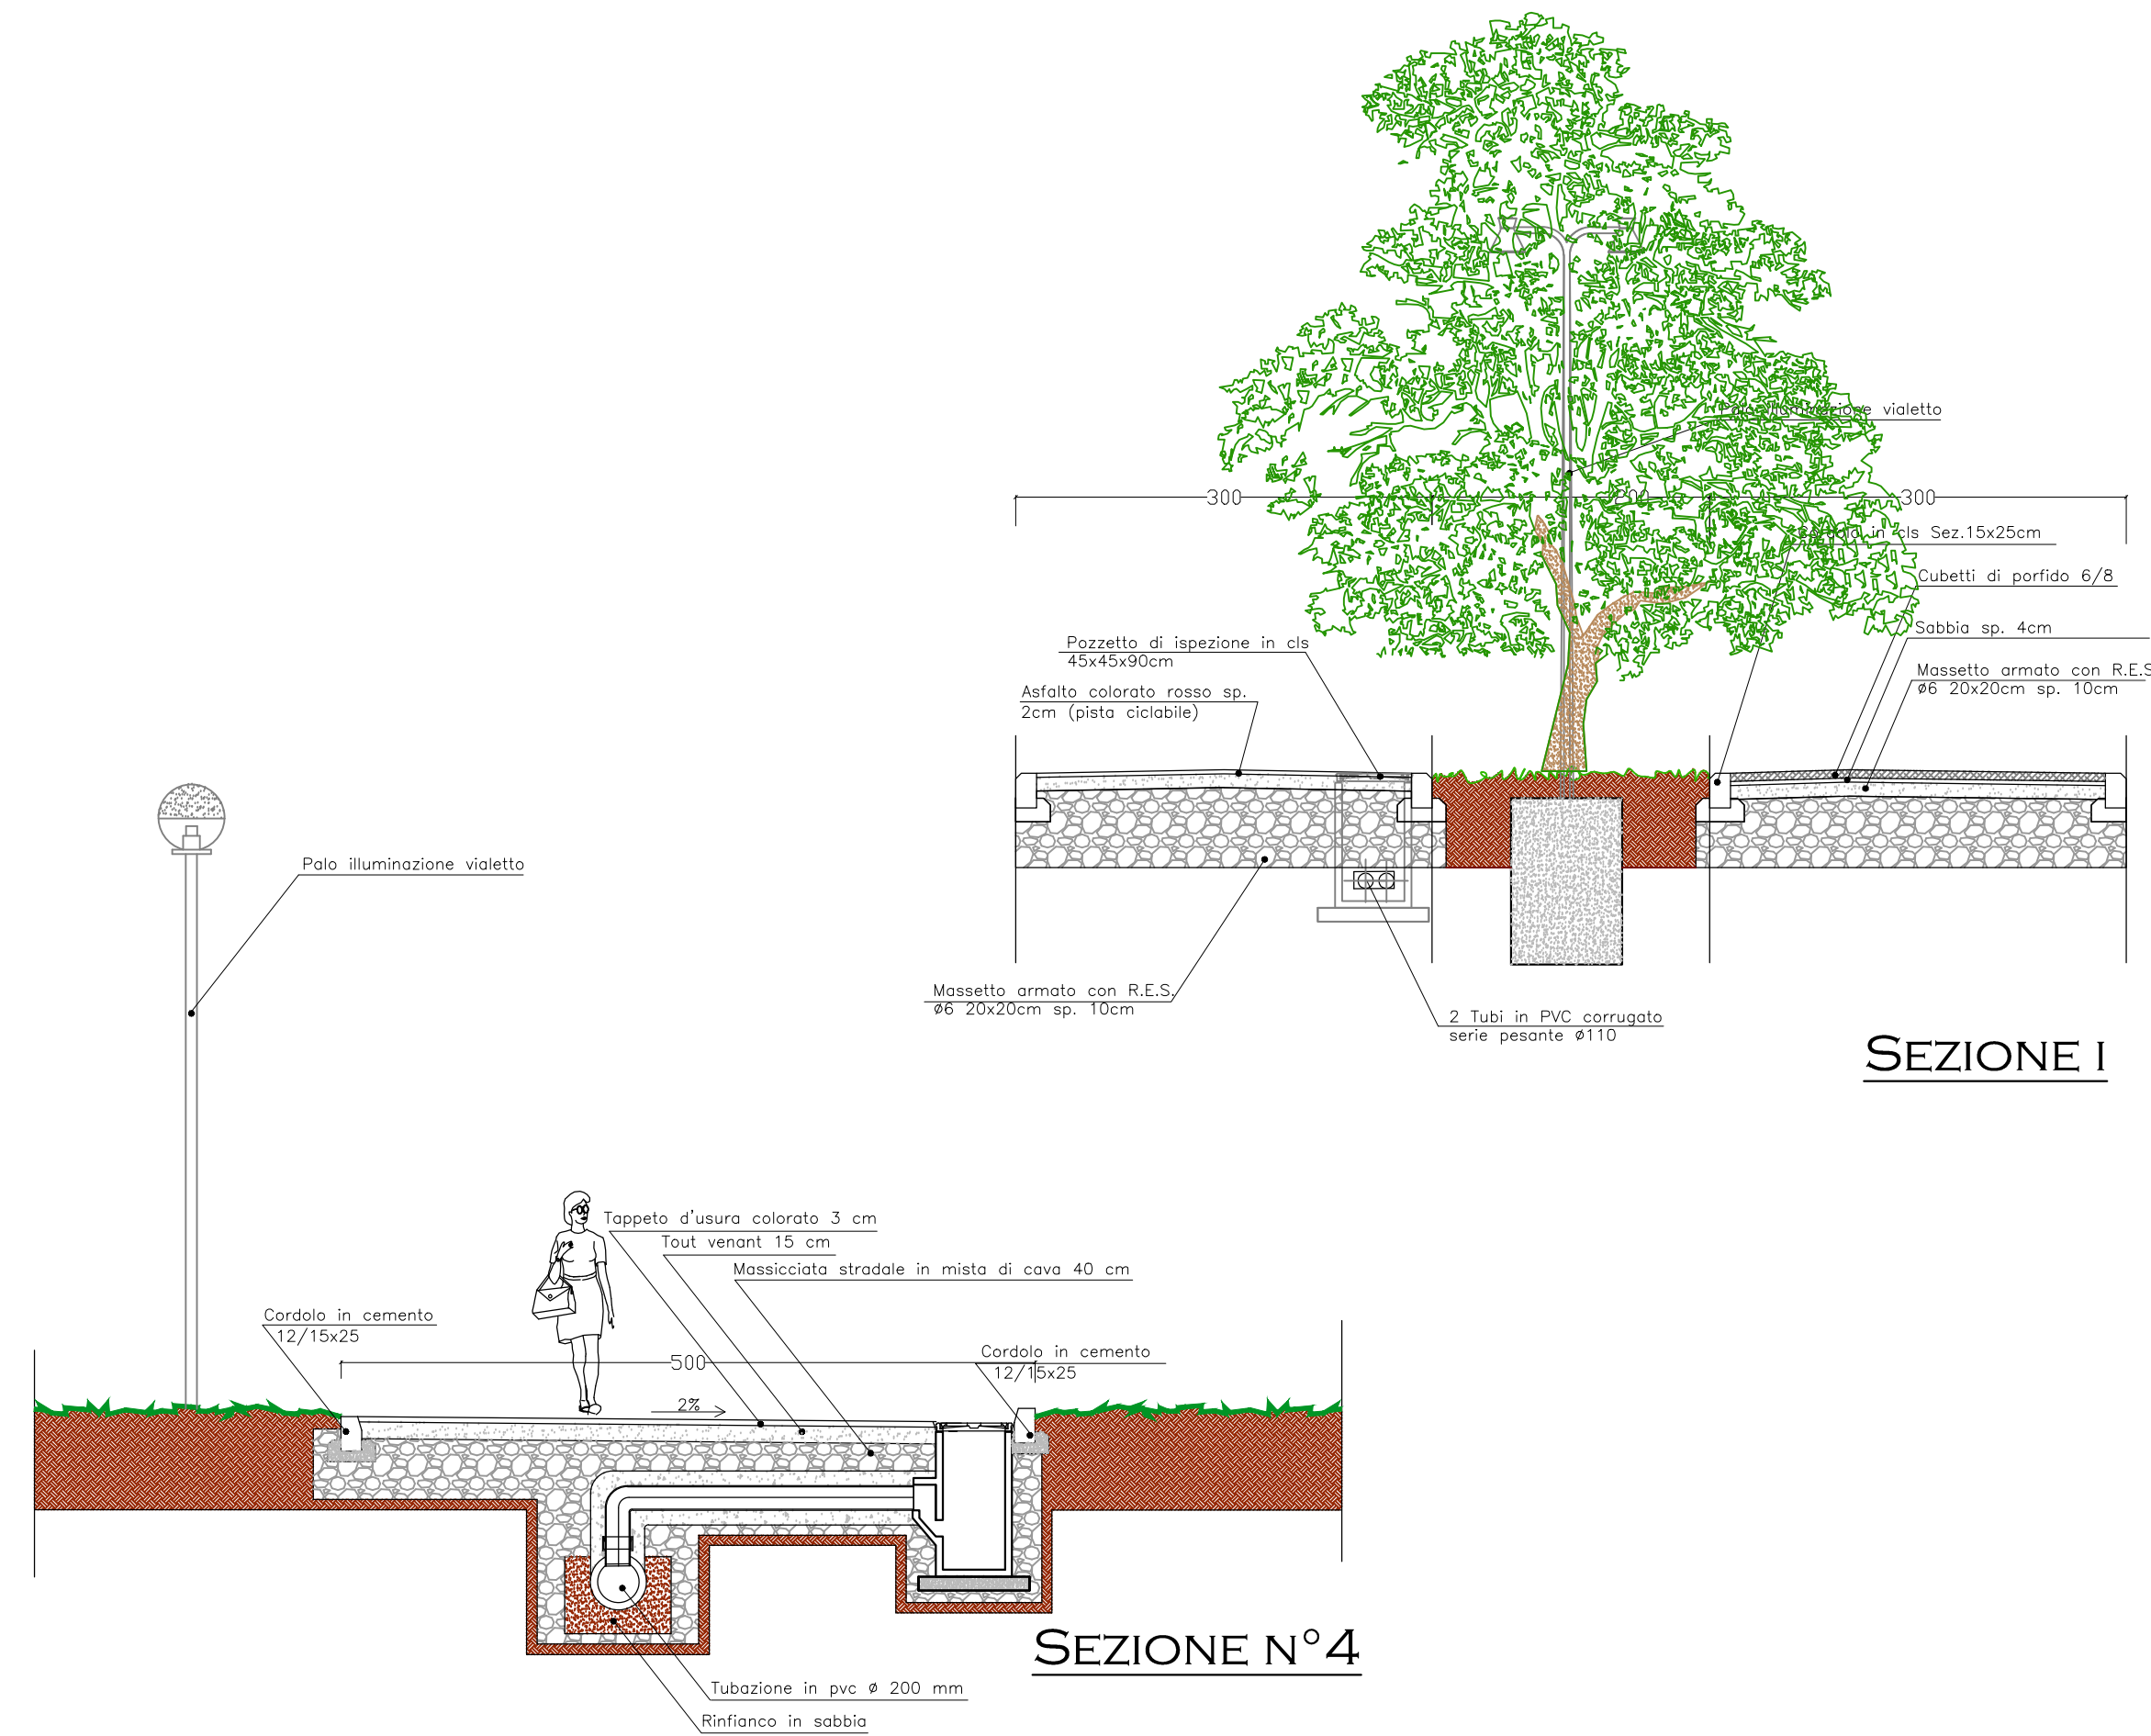 Palo illuminazione vialetto
300
200
300
Cordolo in cls Sez.15x25cm
Cubetti di porfido 6/8
Sabbia sp. 4cm
Massetto armato con R.E.S
ø6 20x20cm sp. 10cm
Pozzetto di ispezione in cls
45x45x90cm
Asfalto colorato rosso sp.
2cm (pista ciclabile)
Massetto armato con R.E.S.
ø6 20x20cm sp. 10cm
2 Tubi in PVC corrugato
serie pesante ø110
SEZIONE I
Palo illuminazione vialetto
Tappeto d'usura colorato 3 cm
Tout venant 15 cm
Massicciata stradale in mista di cava 40 cm
Cordolo in cemento
12/15x25
500
Cordolo in cemento
12/15x25
2%
SEZIONE N°4
Tubazione in pvc ø 200 mm
Rinfianco in sabbia